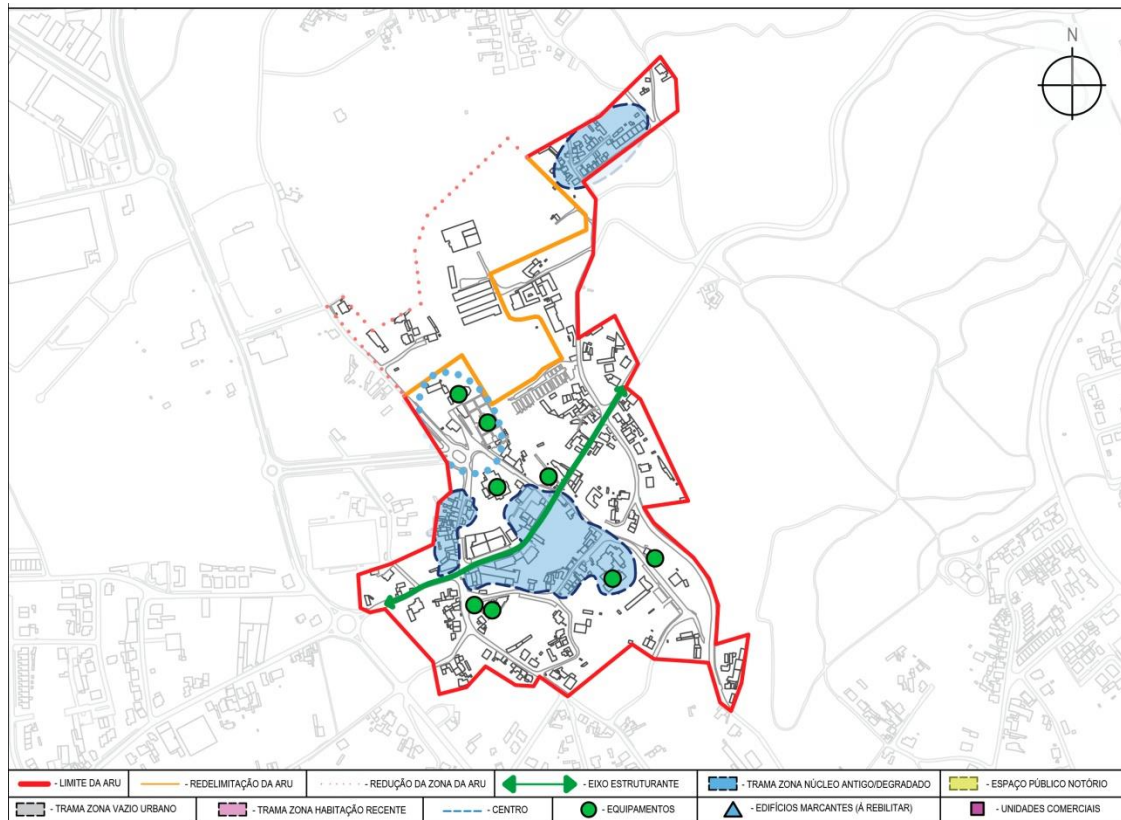 N
- LIMITE DA ARU
- REDELIMITAÇÃO DA ARU
- REDUÇÃO DA ZONA DA ARU
- EIXO ESTRUTURANTE
- TRAMA ZONA NÚCLEO ANTIGO/DEGRADADO
- ESPAÇO PÚBLICO NOTÓRIO
- TRAMA ZONA VAZIO URBANO
- TRAMA ZONA HABITAÇÃO RECENTE
- CENTRO
- EQUIPAMENTOS
- EDIFÍCIOS MARCANTES (Á REBILITAR)
- UNIDADES COMERCIAIS